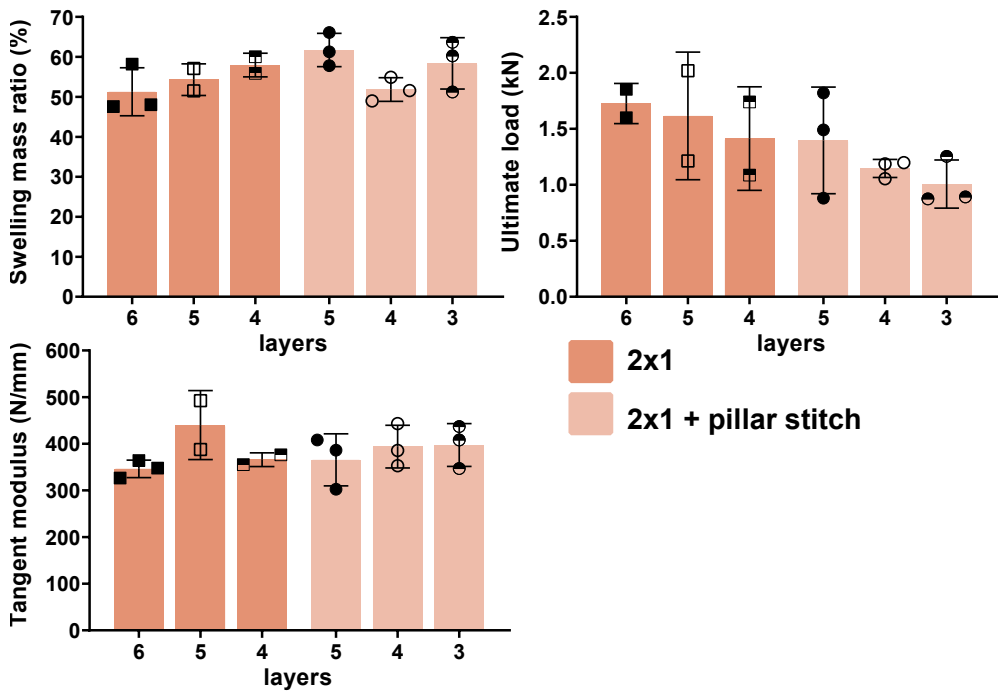 Swelling mass ratio (%)
70
60
50
40
30
20
10
0
6 5 4 5 4 3
layers
Ultimate load (kN)
2.5
2.0
1.5
1.0
0.5
0.0
6 5 4 5 4 3
layers
2x1
2x1 + pillar stitch
Tangent modulus (N/mm)
600
500
400
300
200
100
0
6 5 4 5 4 3
layers